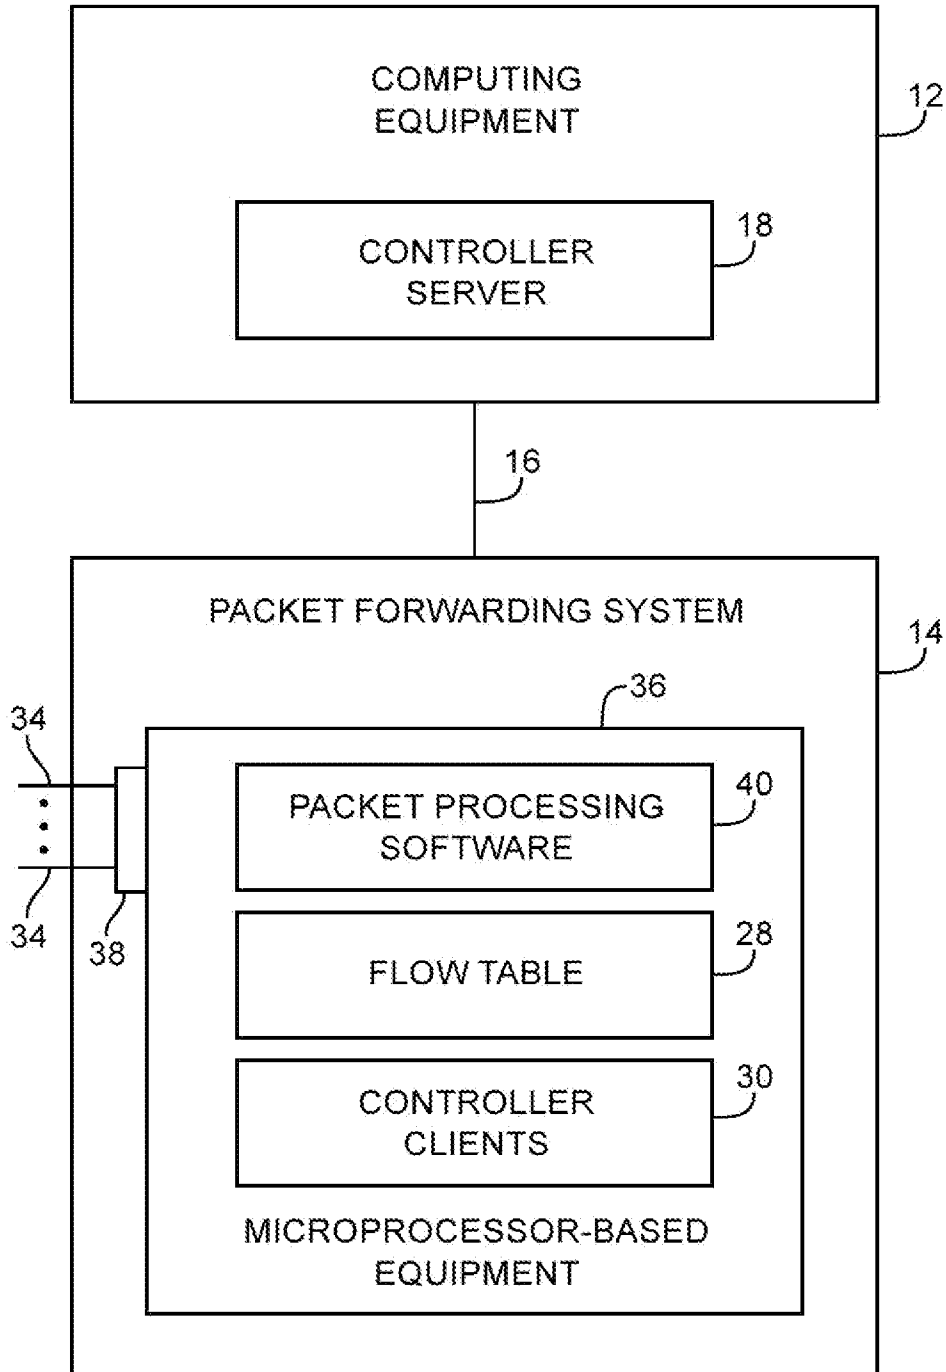 COMPUTING
EQUIPMENT
12
CONTROLLER
SERVER
18
16
PACKET FORWARDING SYSTEM
14
36
34
PACKET PROCESSING
SOFTWARE
40
34
38
FLOW TABLE
28
CONTROLLER
CLIENTS
30
MICROPROCESSOR-BASED
EQUIPMENT